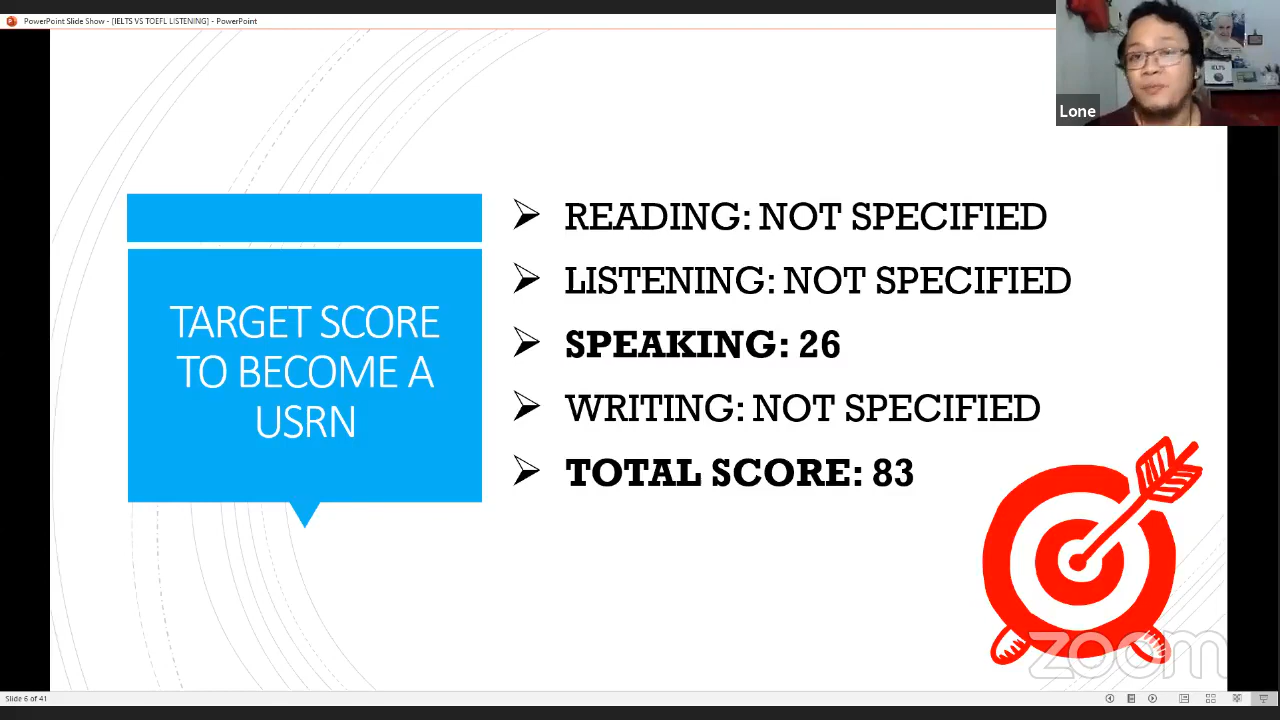 PowerPoint Slide Show - [IELTS VS TOEFL LISTENING] - PowerPoint
IELTS
Lone
TARGET SCORE
TO BECOME A
USRN
READING: NOT SPECIFIED
LISTENING: NOT SPECIFIED
SPEAKING: 26
WRITING: NOT SPECIFIED
TOTAL SCORE: 83
zoom
Slide 6 of 41